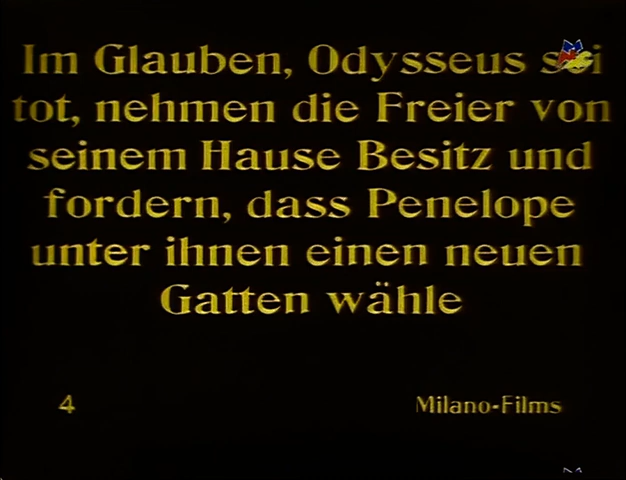 Im Glauben, Odysseus sei
tot, nehmen die Freier von
seinem Hause Besitz und
fordern, dass Penelope
unter ihnen einen neuen
Gatten wähle
4
Milano-Films